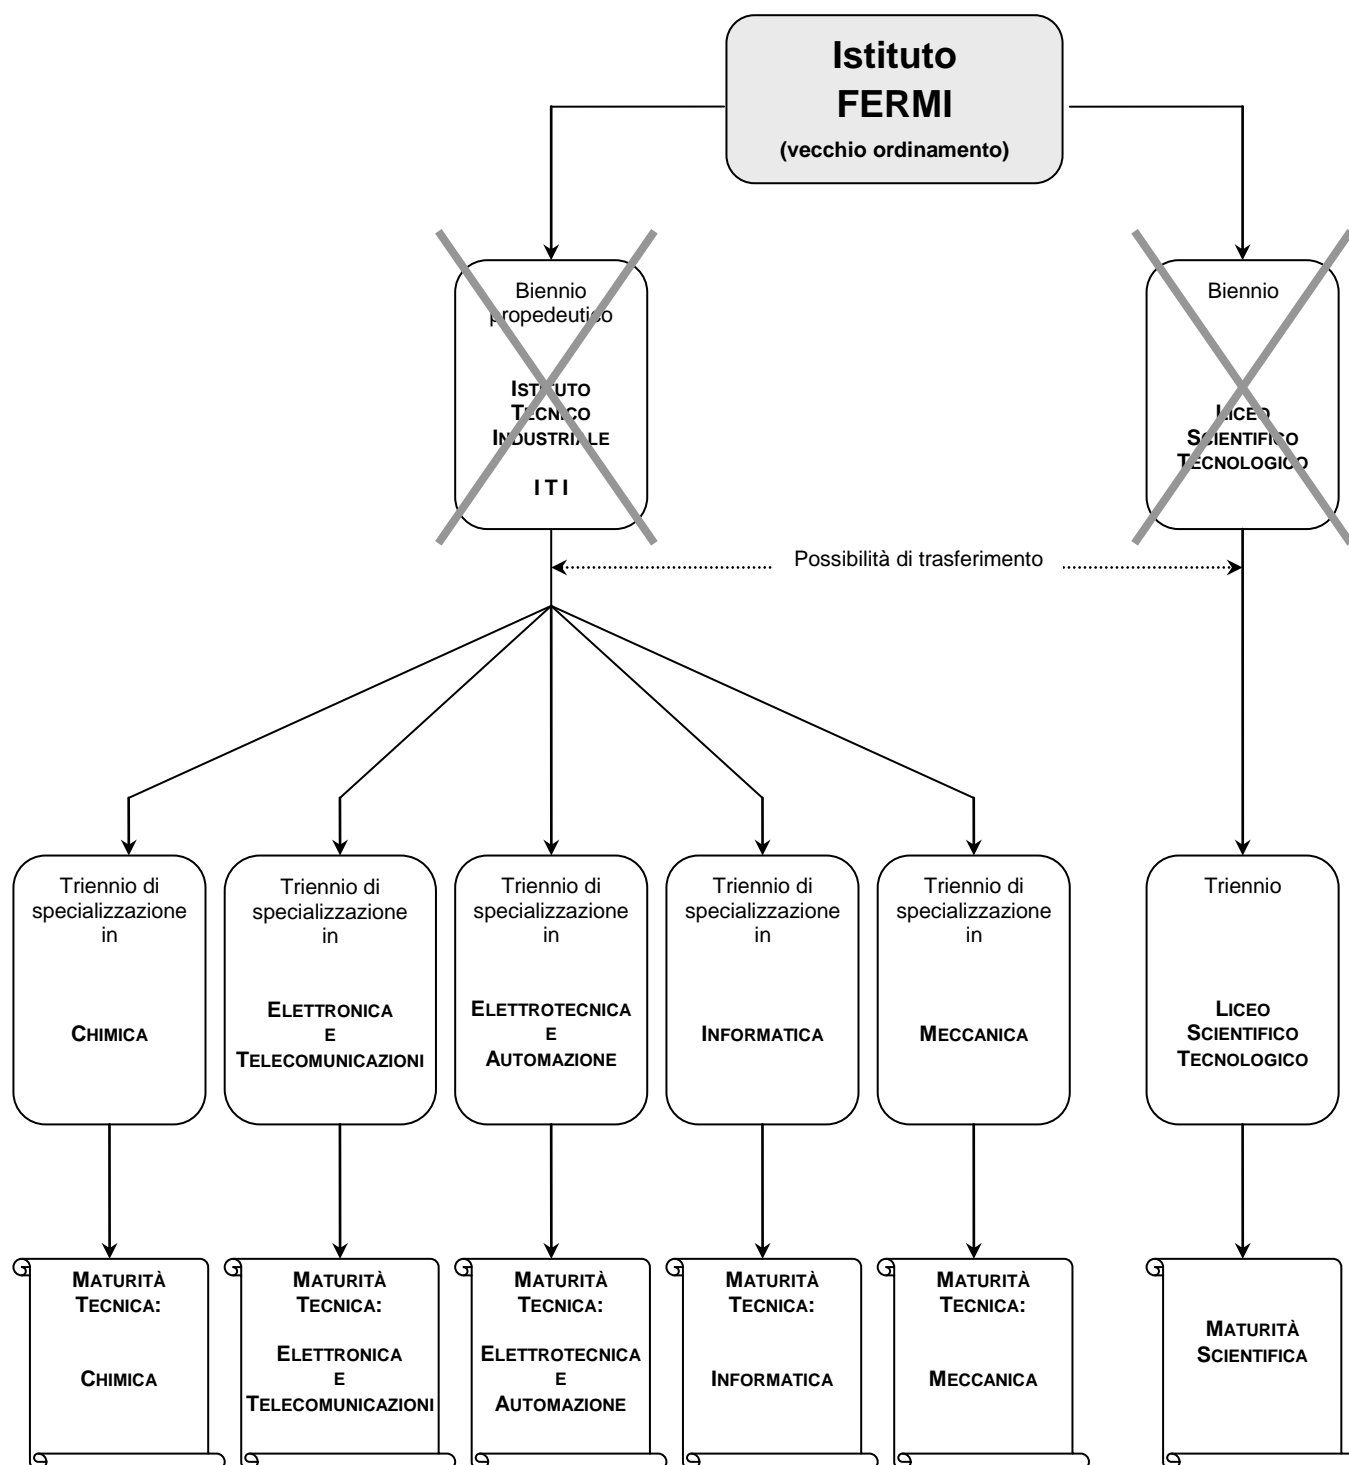 Istituto
FERMI
(vecchio ordinamento)
Biennio
propedeutico
ISTITUTO
TECNICO
INDUSTRIALE
I T I
Biennio
LICEO
SCIENTIFICO
TECNOLOGICO
Possibilità di trasferimento
Triennio di
specializzazione
in
CHIMICA
Triennio di
specializzazione
in
ELETTRONICA
E
TELECOMUNICAZIONI
Triennio di
specializzazione
in
ELETTROTECNICA
E
AUTOMAZIONE
Triennio di
specializzazione
in
INFORMATICA
Triennio di
specializzazione
in
MECCANICA
Triennio
LICEO
SCIENTIFICO
TECNOLOGICO
MATURITÀ
TECNICA:
CHIMICA
MATURITÀ
TECNICA:
ELETTRONICA
E
TELECOMUNICAZIONI
MATURITÀ
TECNICA:
ELETTROTECNICA
E
AUTOMAZIONE
MATURITÀ
TECNICA:
INFORMATICA
MATURITÀ
TECNICA:
MECCANICA
MATURITÀ
SCIENTIFICA